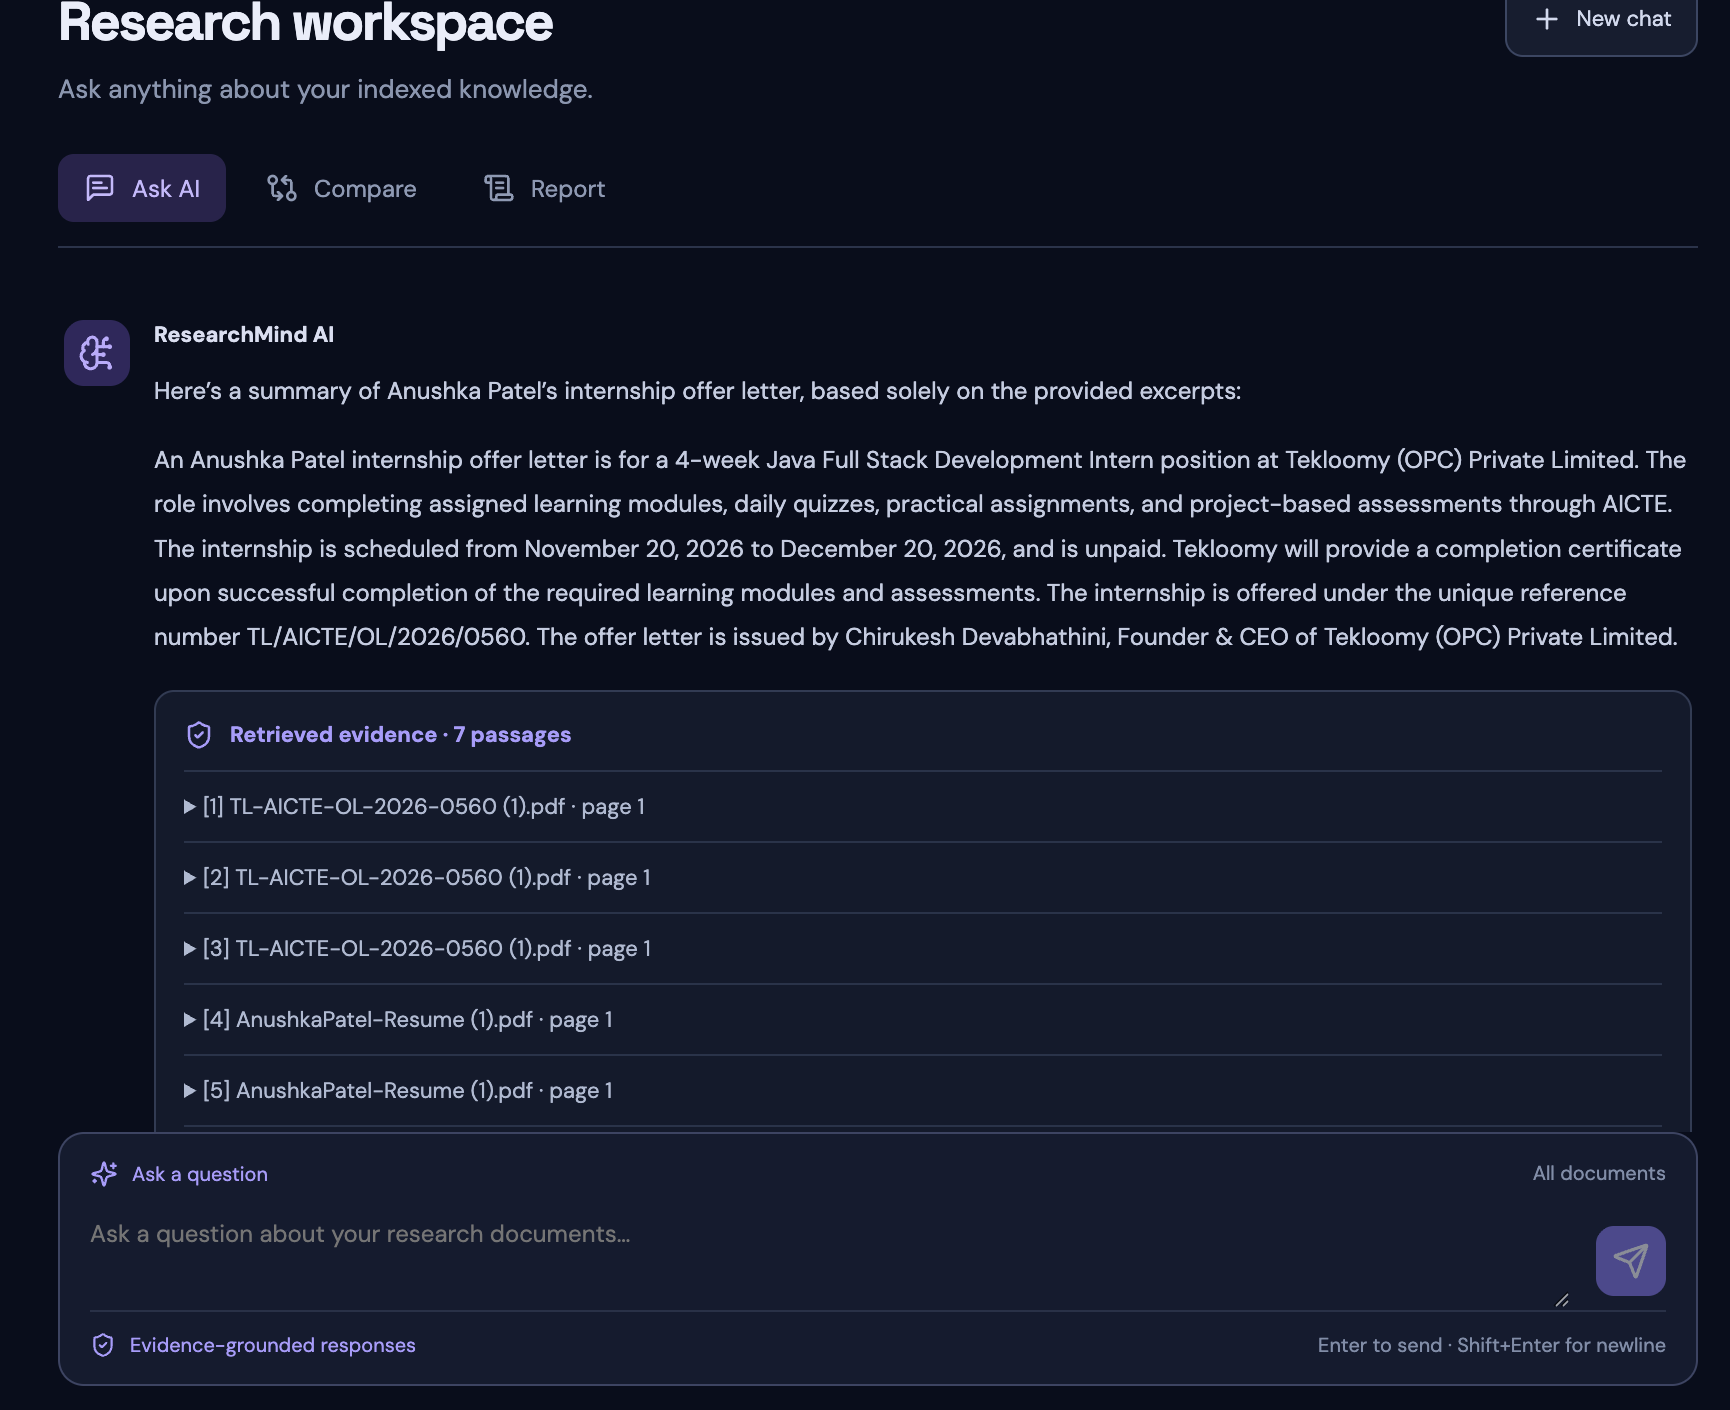 Research workspace
New chat
Ask anything about your indexed knowledge.
Ask AI
Compare
Report
ResearchMind AI
Here’s a summary of Anushka Patel’s internship offer letter, based solely on the provided excerpts:
An Anushka Patel internship offer letter is for a 4-week Java Full Stack Development Intern position at Tekloomy (OPC) Private Limited. The
role involves completing assigned learning modules, daily quizzes, practical assignments, and project-based assessments through AICTE.
The internship is scheduled from November 20, 2026 to December 20, 2026, and is unpaid. Tekloomy will provide a completion certificate
upon successful completion of the required learning modules and assessments. The internship is offered under the unique reference
number TL/AICTE/OL/2026/0560. The offer letter is issued by Chirukesh Devabhathini, Founder & CEO of Tekloomy (OPC) Private Limited.
Retrieved evidence · 7 passages
[1] TL-AICTE-OL-2026-0560 (1).pdf · page 1
[2] TL-AICTE-OL-2026-0560 (1).pdf · page 1
[3] TL-AICTE-OL-2026-0560 (1).pdf · page 1
[4] AnushkaPatel-Resume (1).pdf · page 1
[5] AnushkaPatel-Resume (1).pdf · page 1
Ask a question
All documents
Ask a question about your research documents...
Evidence-grounded responses
Enter to send · Shift+Enter for newline